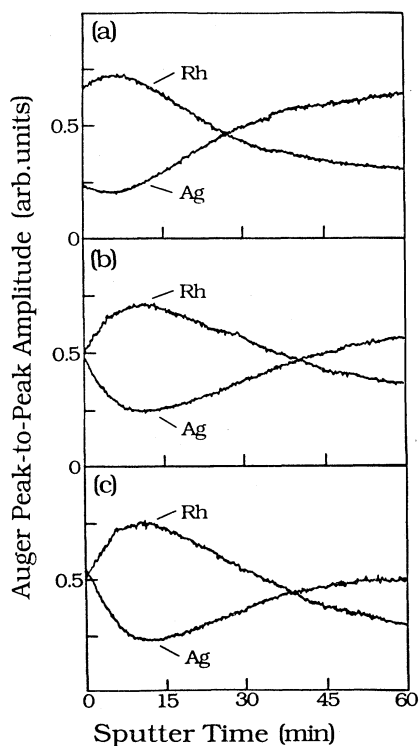 Auger Peak-to-Peak Amplitude (arb.units)
(a)
Rh
0.5
Ag
0
(b)
Rh
0.5
Ag
0
(c)
Rh
0.5
Ag
0 15 30 45 60
Sputter Time (min)